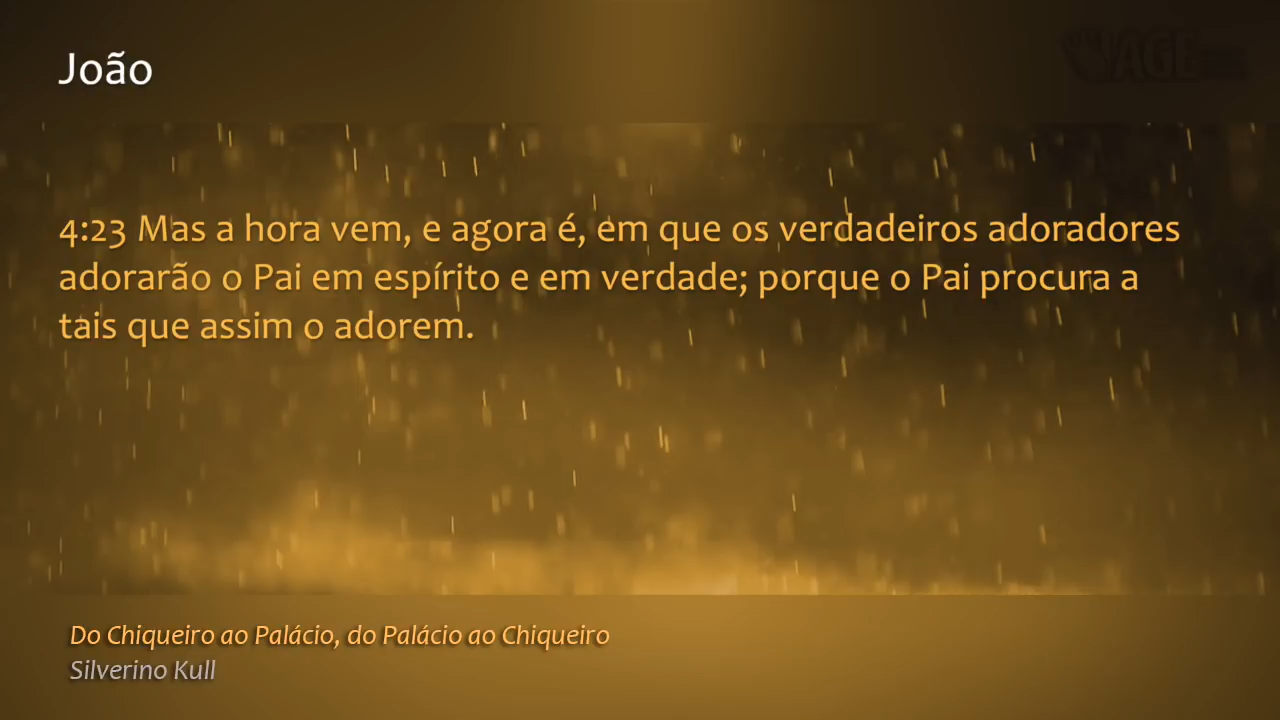 João
4:23 Mas a hora vem, e agora é, em que os verdadeiros adoradores
adorarão o Pai em espírito e em verdade; porque o Pai procura a
tais que assim o adorem.
Do Chiqueiro ao Palácio, do Palácio ao Chiqueiro
Silverino Kull